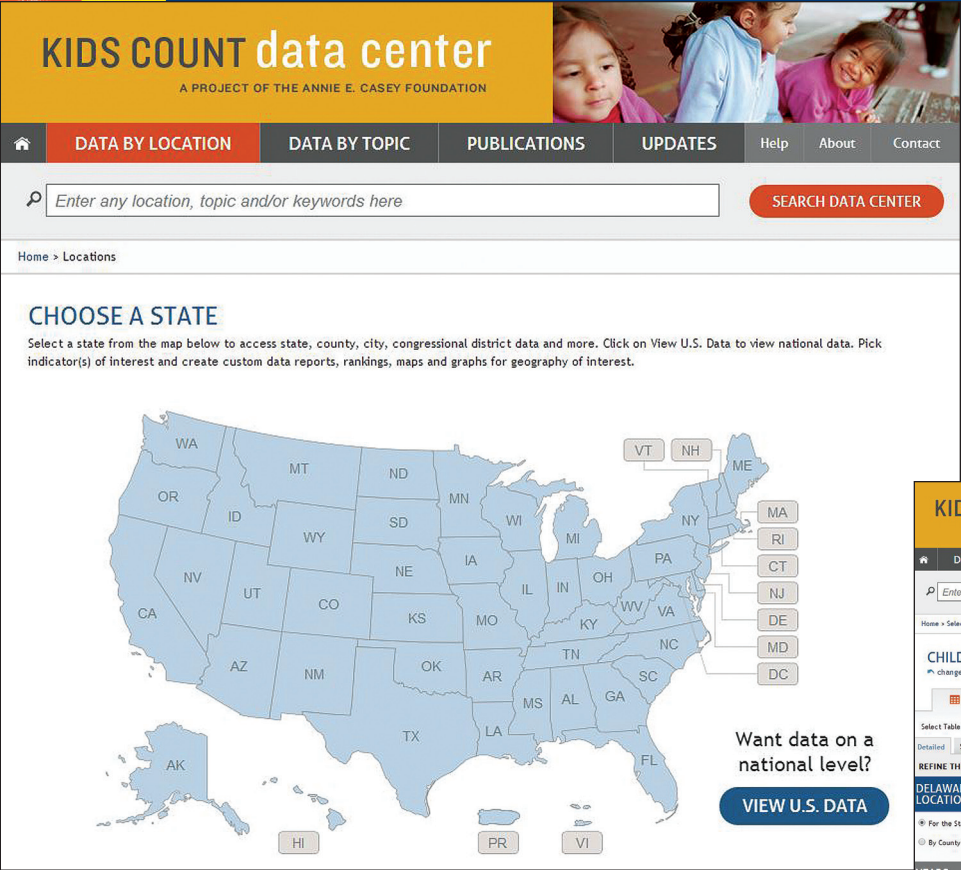 KIDS COUNT data center
A PROJECT OF THE ANNIE E. CASEY FOUNDATION
DATA BY LOCATION DATA BY TOPIC PUBLICATIONS UPDATES Help About Contact
Enter any location, topic and/or keywords here SEARCH DATA CENTER
Home > Locations
CHOOSE A STATE
Select a state from the map below to access state, county, city, congressional district data and more. Click on View U.S. Data to view national data. Pick
indicator(s) of interest and create custom data reports, rankings, maps and graphs for geography of interest.
WA
MT
ND
MN
VT
NH
ME
OR
ID
WY
SD
WI
MI
NY
MA
RI
CT
NJ
DE
MD
DC
NV
UT
CO
NE
IA
IL
IN
OH
PA
CA
KS
MO
KY
WV
VA
AZ
NM
OK
AR
TN
NC
SC
TX
LA
MS
AL
GA
FL
AK
HI
PR
VI
Want data on a
national level?
VIEW U.S. DATA
KID
D
Ente
Home > Sele
CHILD
change
Select Table
Detailed S
REFINE TH
DELAWA
LOCATIO
For the St
By County